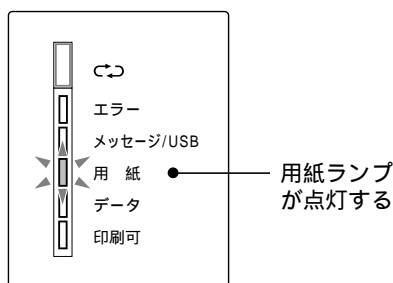 エラー
メッセージ/USB
用　紙
データ
印刷可
用紙ランプ
が点灯する